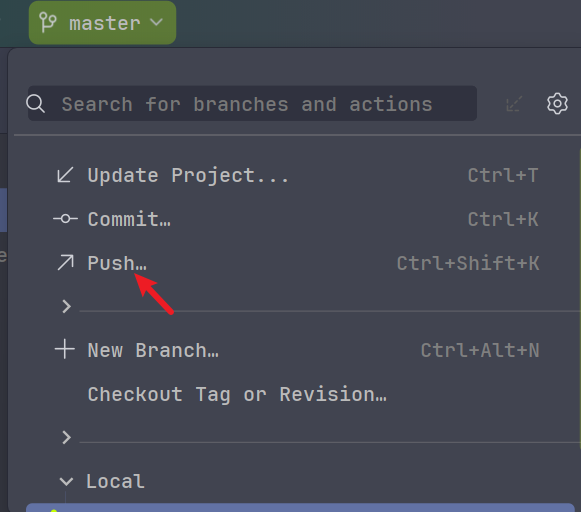 master
Search for branches and actions
Update Project... Ctrl+T
Commit… Ctrl+K
Push… Ctrl+Shift+K
New Branch… Ctrl+Alt+N
Checkout Tag or Revision…
Local